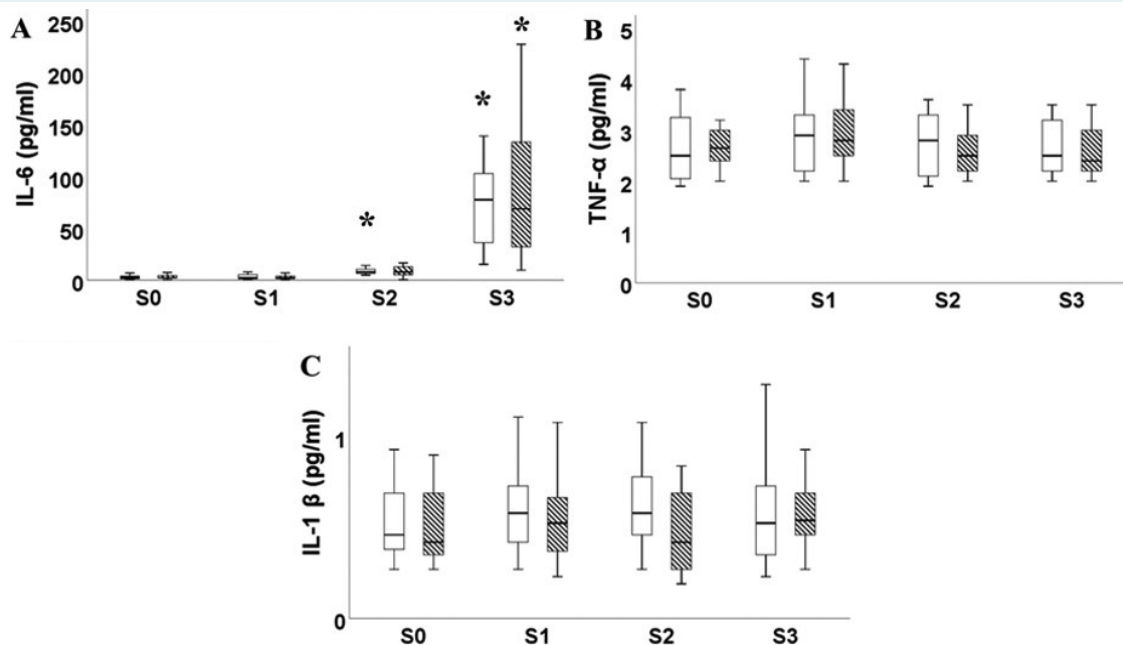 A
IL-6 (pg/ml)
250
200
150
100
50
0
*
*
*
S0 S1 S2 S3
B
TNF-α (pg/ml)
5
4
3
2
1
0
S0 S1 S2 S3
C
IL-1 β (pg/ml)
1
0
S0 S1 S2 S3